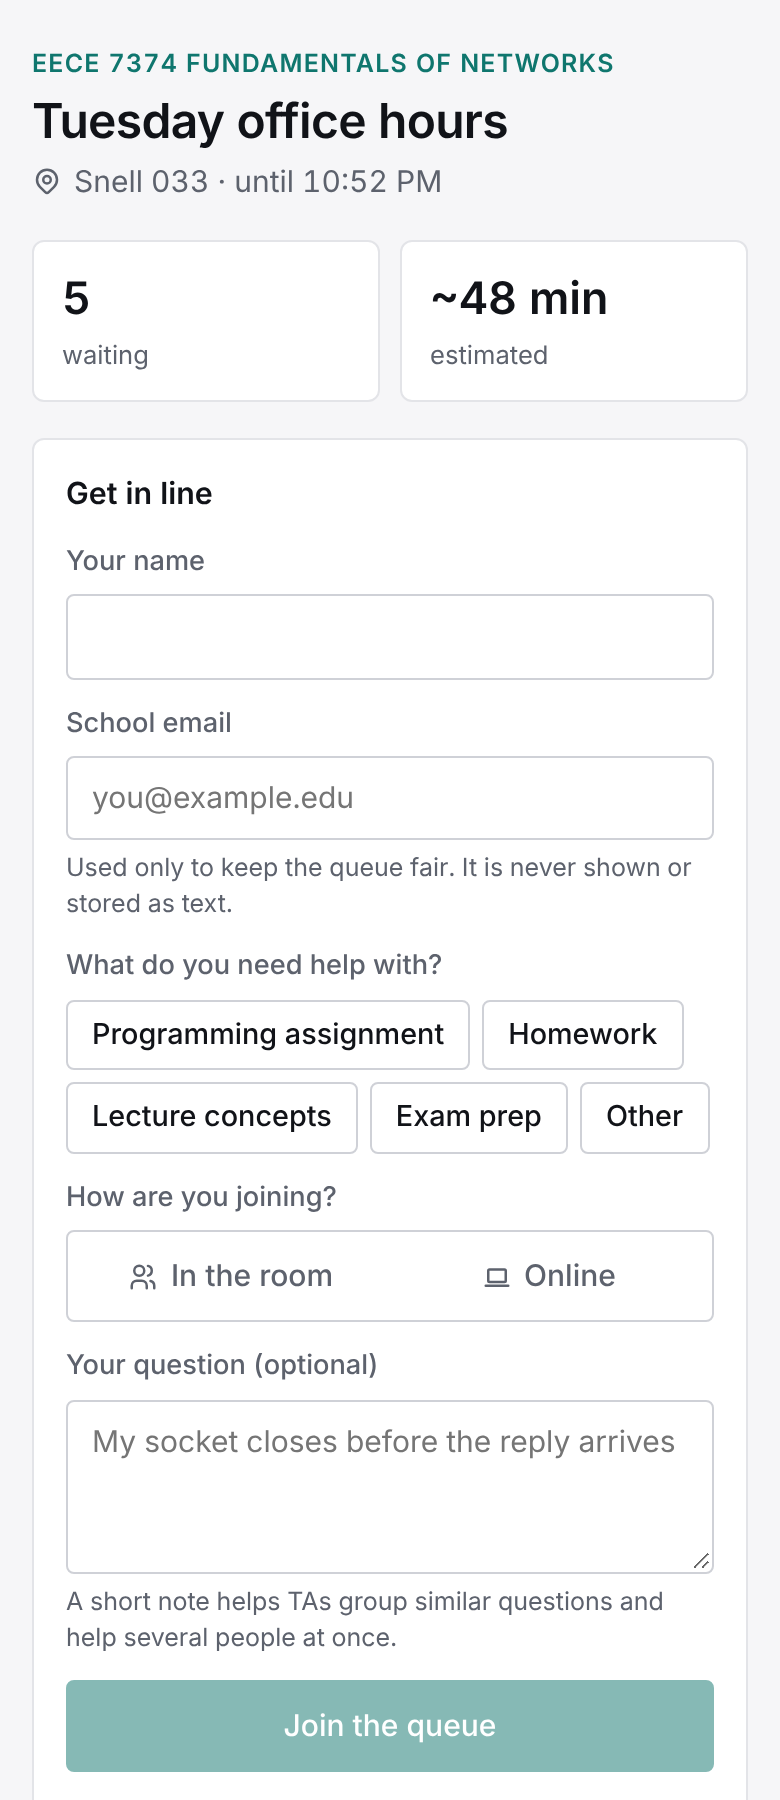 EECE 7374 FUNDAMENTALS OF NETWORKS
Tuesday office hours
Snell 033 · until 10:52 PM
5
waiting
~48 min
estimated
Get in line
Your name
School email
you@example.edu
Used only to keep the queue fair. It is never shown or
stored as text.
What do you need help with?
Programming assignment
Homework
Lecture concepts
Exam prep
Other
How are you joining?
In the room
Online
Your question (optional)
My socket closes before the reply arrives
A short note helps TAs group similar questions and
help several people at once.
Join the queue